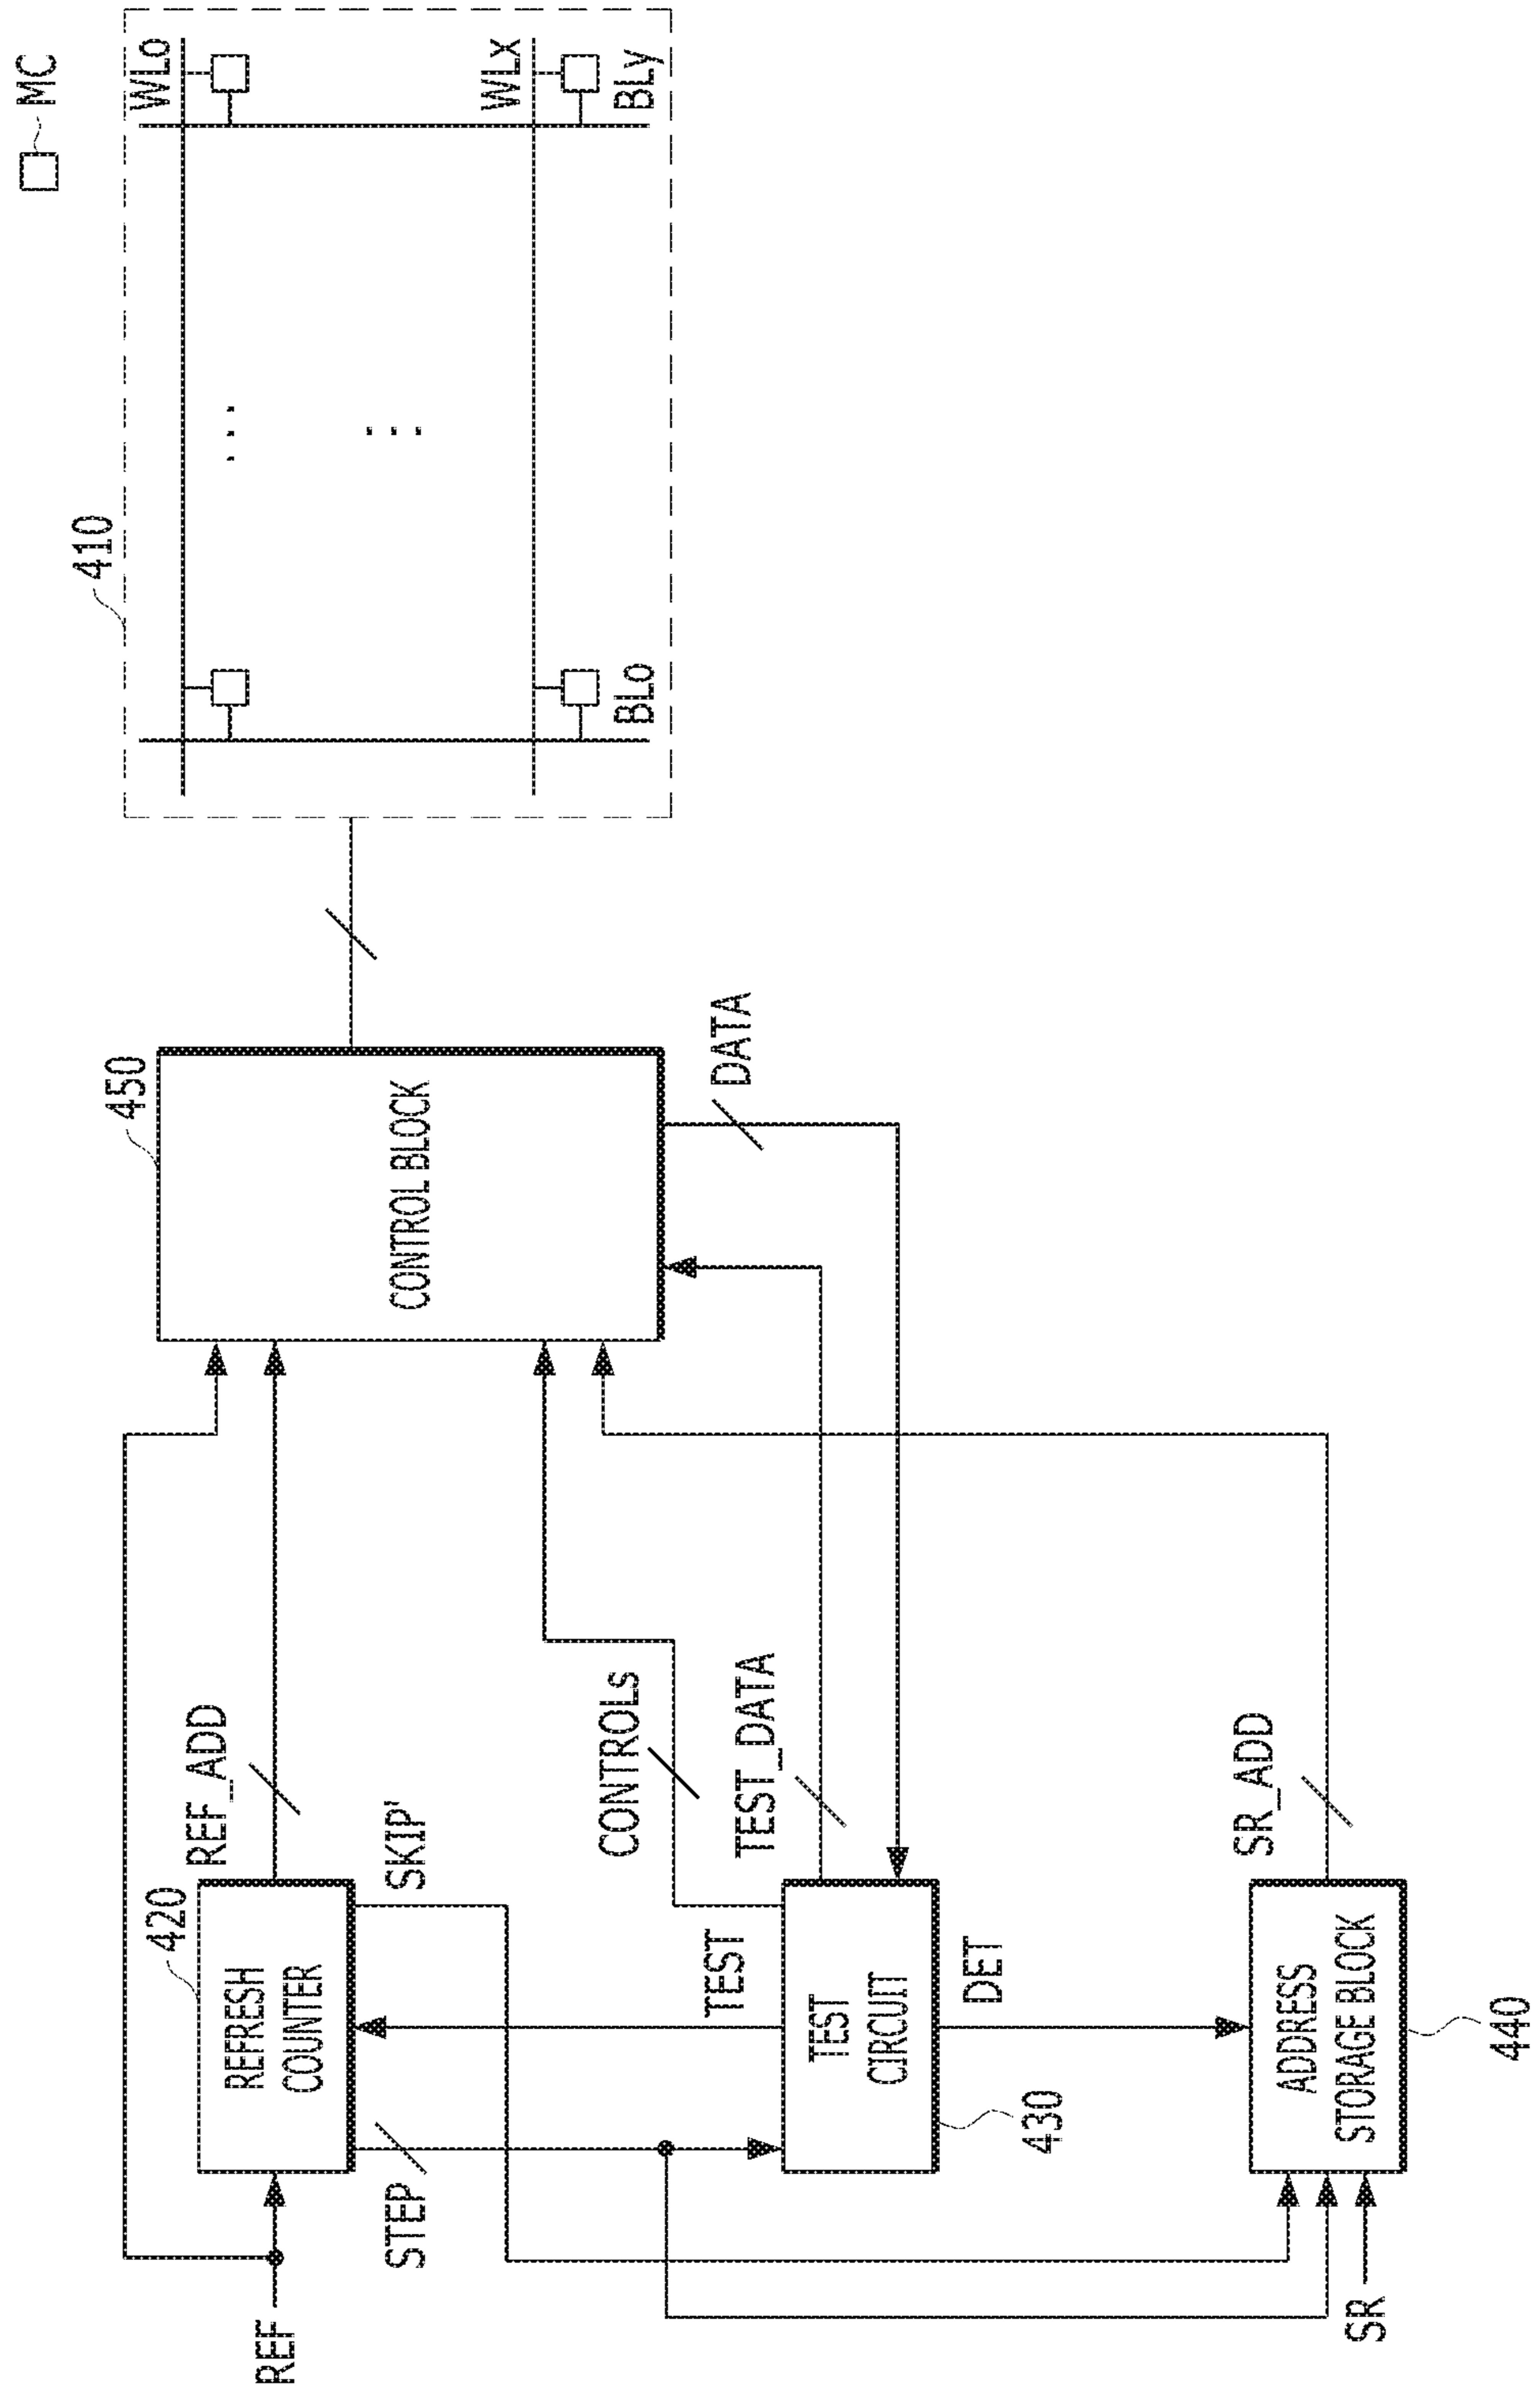 MC
410
WLo
WLx
BLo
BLy
450
CONTROL BLOCK
DATA
REF_ADD
SKIP'
CONTROLs
TEST_DATA
SR_ADD
420
REFRESH
COUNTER
TEST
TEST
CIRCUIT
DET
430
ADDRESS
STORAGE BLOCK
440
STEP
REF
SR